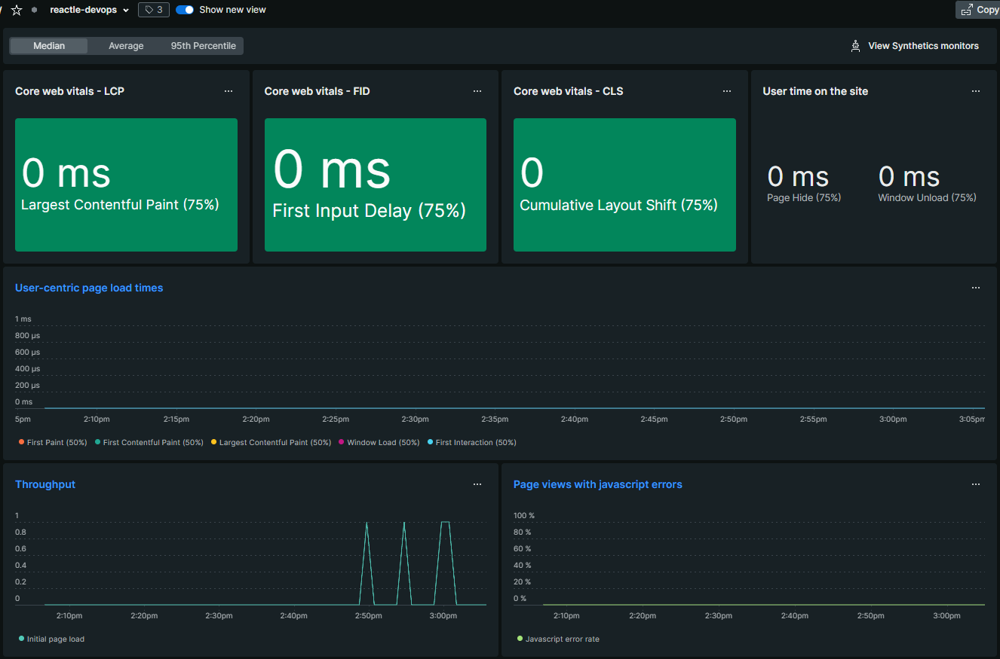 reactle-devops
3
Show new view
Copy
Median
Average
95th Percentile
View Synthetics monitors
Core web vitals - LCP
...
0 ms
Largest Contentful Paint (75%)
Core web vitals - FID
...
0 ms
First Input Delay (75%)
Core web vitals - CLS
...
0
Cumulative Layout Shift (75%)
User time on the site
...
0 ms
Page Hide (75%)
0 ms
Window Unload (75%)
User-centric page load times
...
1 ms
800 µs
600 µs
400 µs
200 µs
0 ms
5pm 2:10pm 2:15pm 2:20pm 2:25pm 2:30pm 2:35pm 2:40pm 2:45pm 2:50pm 2:55pm 3:00pm 3:05pm
First Paint (50%) First Contentful Paint (50%) Largest Contentful Paint (50%) Window Load (50%) First Interaction (50%)
Throughput
...
1
0.8
0.6
0.4
0.2
0
2:10pm 2:20pm 2:30pm 2:40pm 2:50pm 3:00pm
Initial page load
Page views with javascript errors
...
100 %
80 %
60 %
40 %
20 %
0 %
2:10pm 2:20pm 2:30pm 2:40pm 2:50pm 3:00pm
Javascript error rate